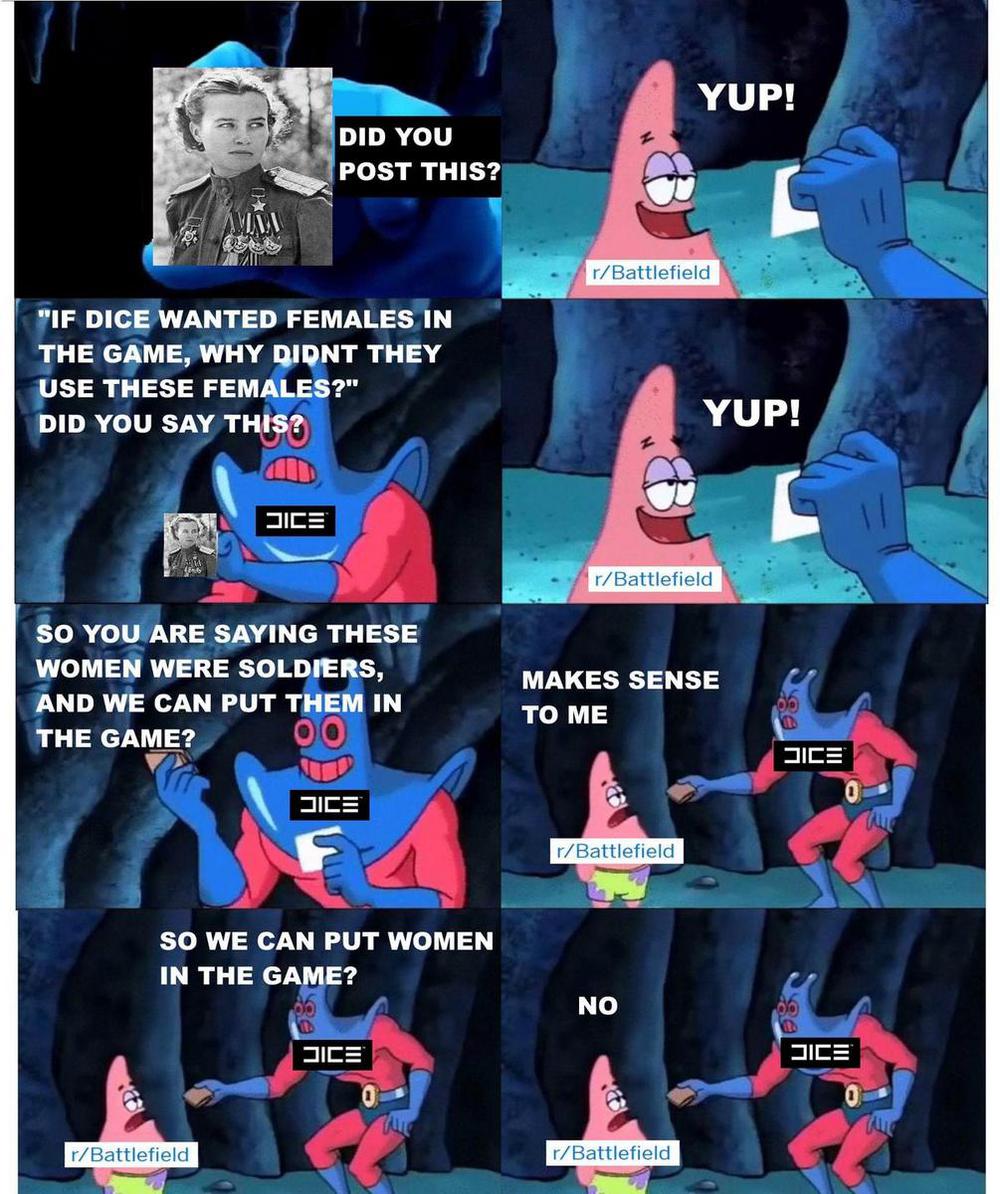 DID YOU
POST THIS?
YUP!
r/Battlefield
"IF DICE WANTED FEMALES IN
THE GAME, WHY DIDNT THEY
USE THESE FEMALES?"
DID YOU SAY THIS?
DICE
YUP!
r/Battlefield
SO YOU ARE SAYING THESE
WOMEN WERE SOLDIERS,
AND WE CAN PUT THEM IN
THE GAME?
DICE
MAKES SENSE
TO ME
DICE
r/Battlefield
SO WE CAN PUT WOMEN
IN THE GAME?
DICE
r/Battlefield
NO
DICE
r/Battlefield